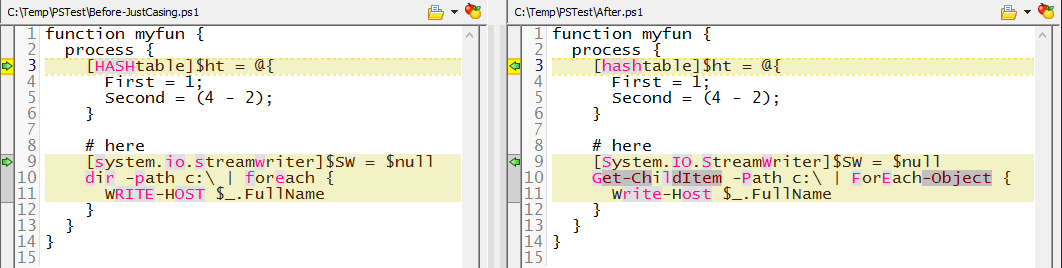 C:\Temp\PSTest\Before-JustCasing.ps1
1 function myfun {
2   process {
3     [HASHtable]$ht = @{
4       First = 1;
5       Second = (4 - 2);
6     }
7
8     # here
9     [system.io.streamwriter]$SW = $null
10     dir -path c:\ | foreach {
11       WRITE-HOST $_.FullName
12     }
13   }
14 }
15
C:\Temp\PSTest\After.ps1
1 function myfun {
2   process {
3     [hashtable]$ht = @{
4       First = 1;
5       Second = (4 - 2);
6     }
7
8     # here
9     [System.IO.StreamWriter]$SW = $null
10     Get-ChildItem -Path c:\ | ForEach-Object {
11       Write-Host $_.FullName
12     }
13   }
14 }
15